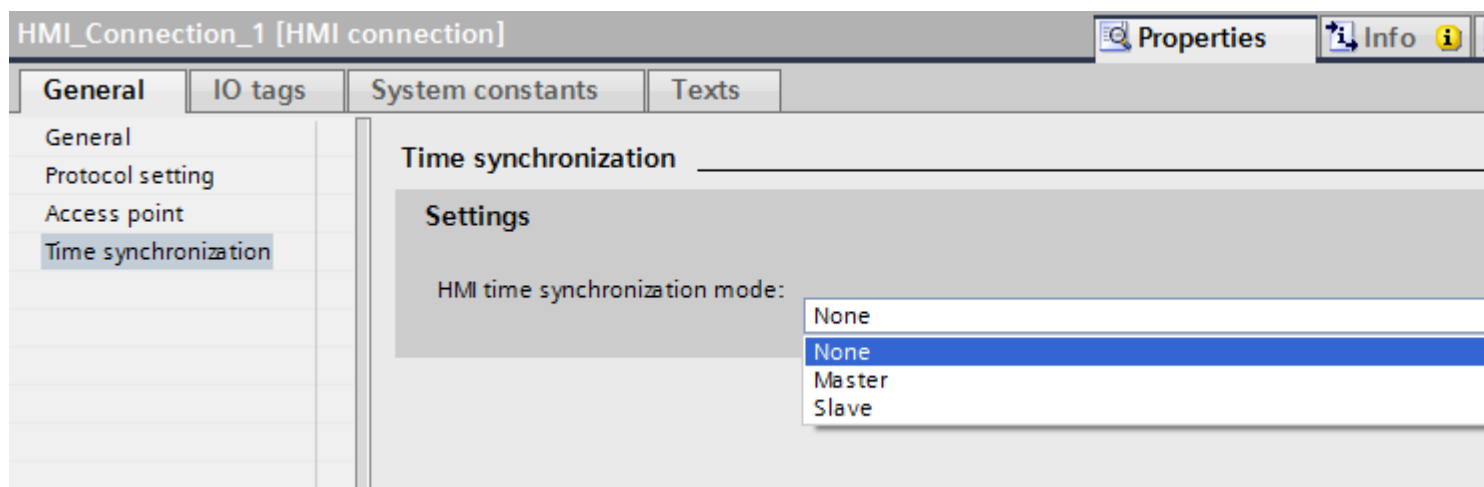 HMI_Connection_1 [HMI connection]
Properties
Info
General
IO tags
System constants
Texts
General
Protocol setting
Access point
Time synchronization
Time synchronization
Settings
HMI time synchronization mode:
None
None
Master
Slave